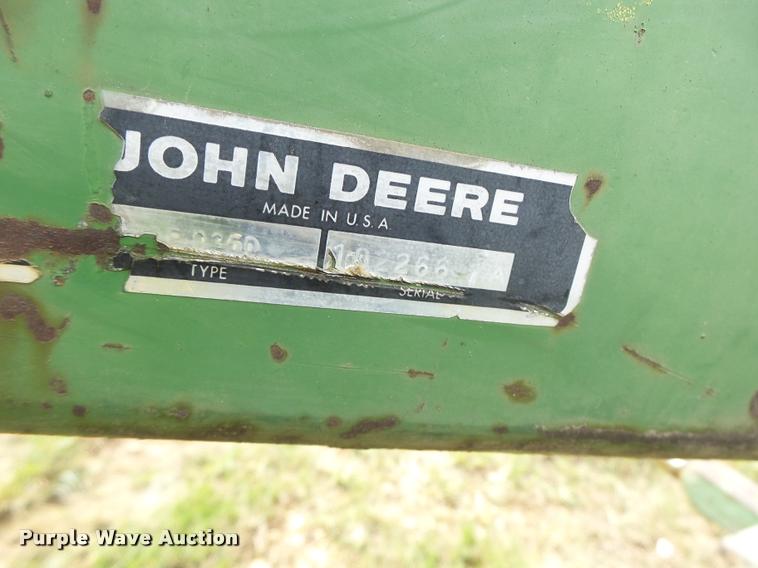 JOHN DEERE
MADE IN U.S.A.
TYPE SERIAL
Purple Wave Auction®